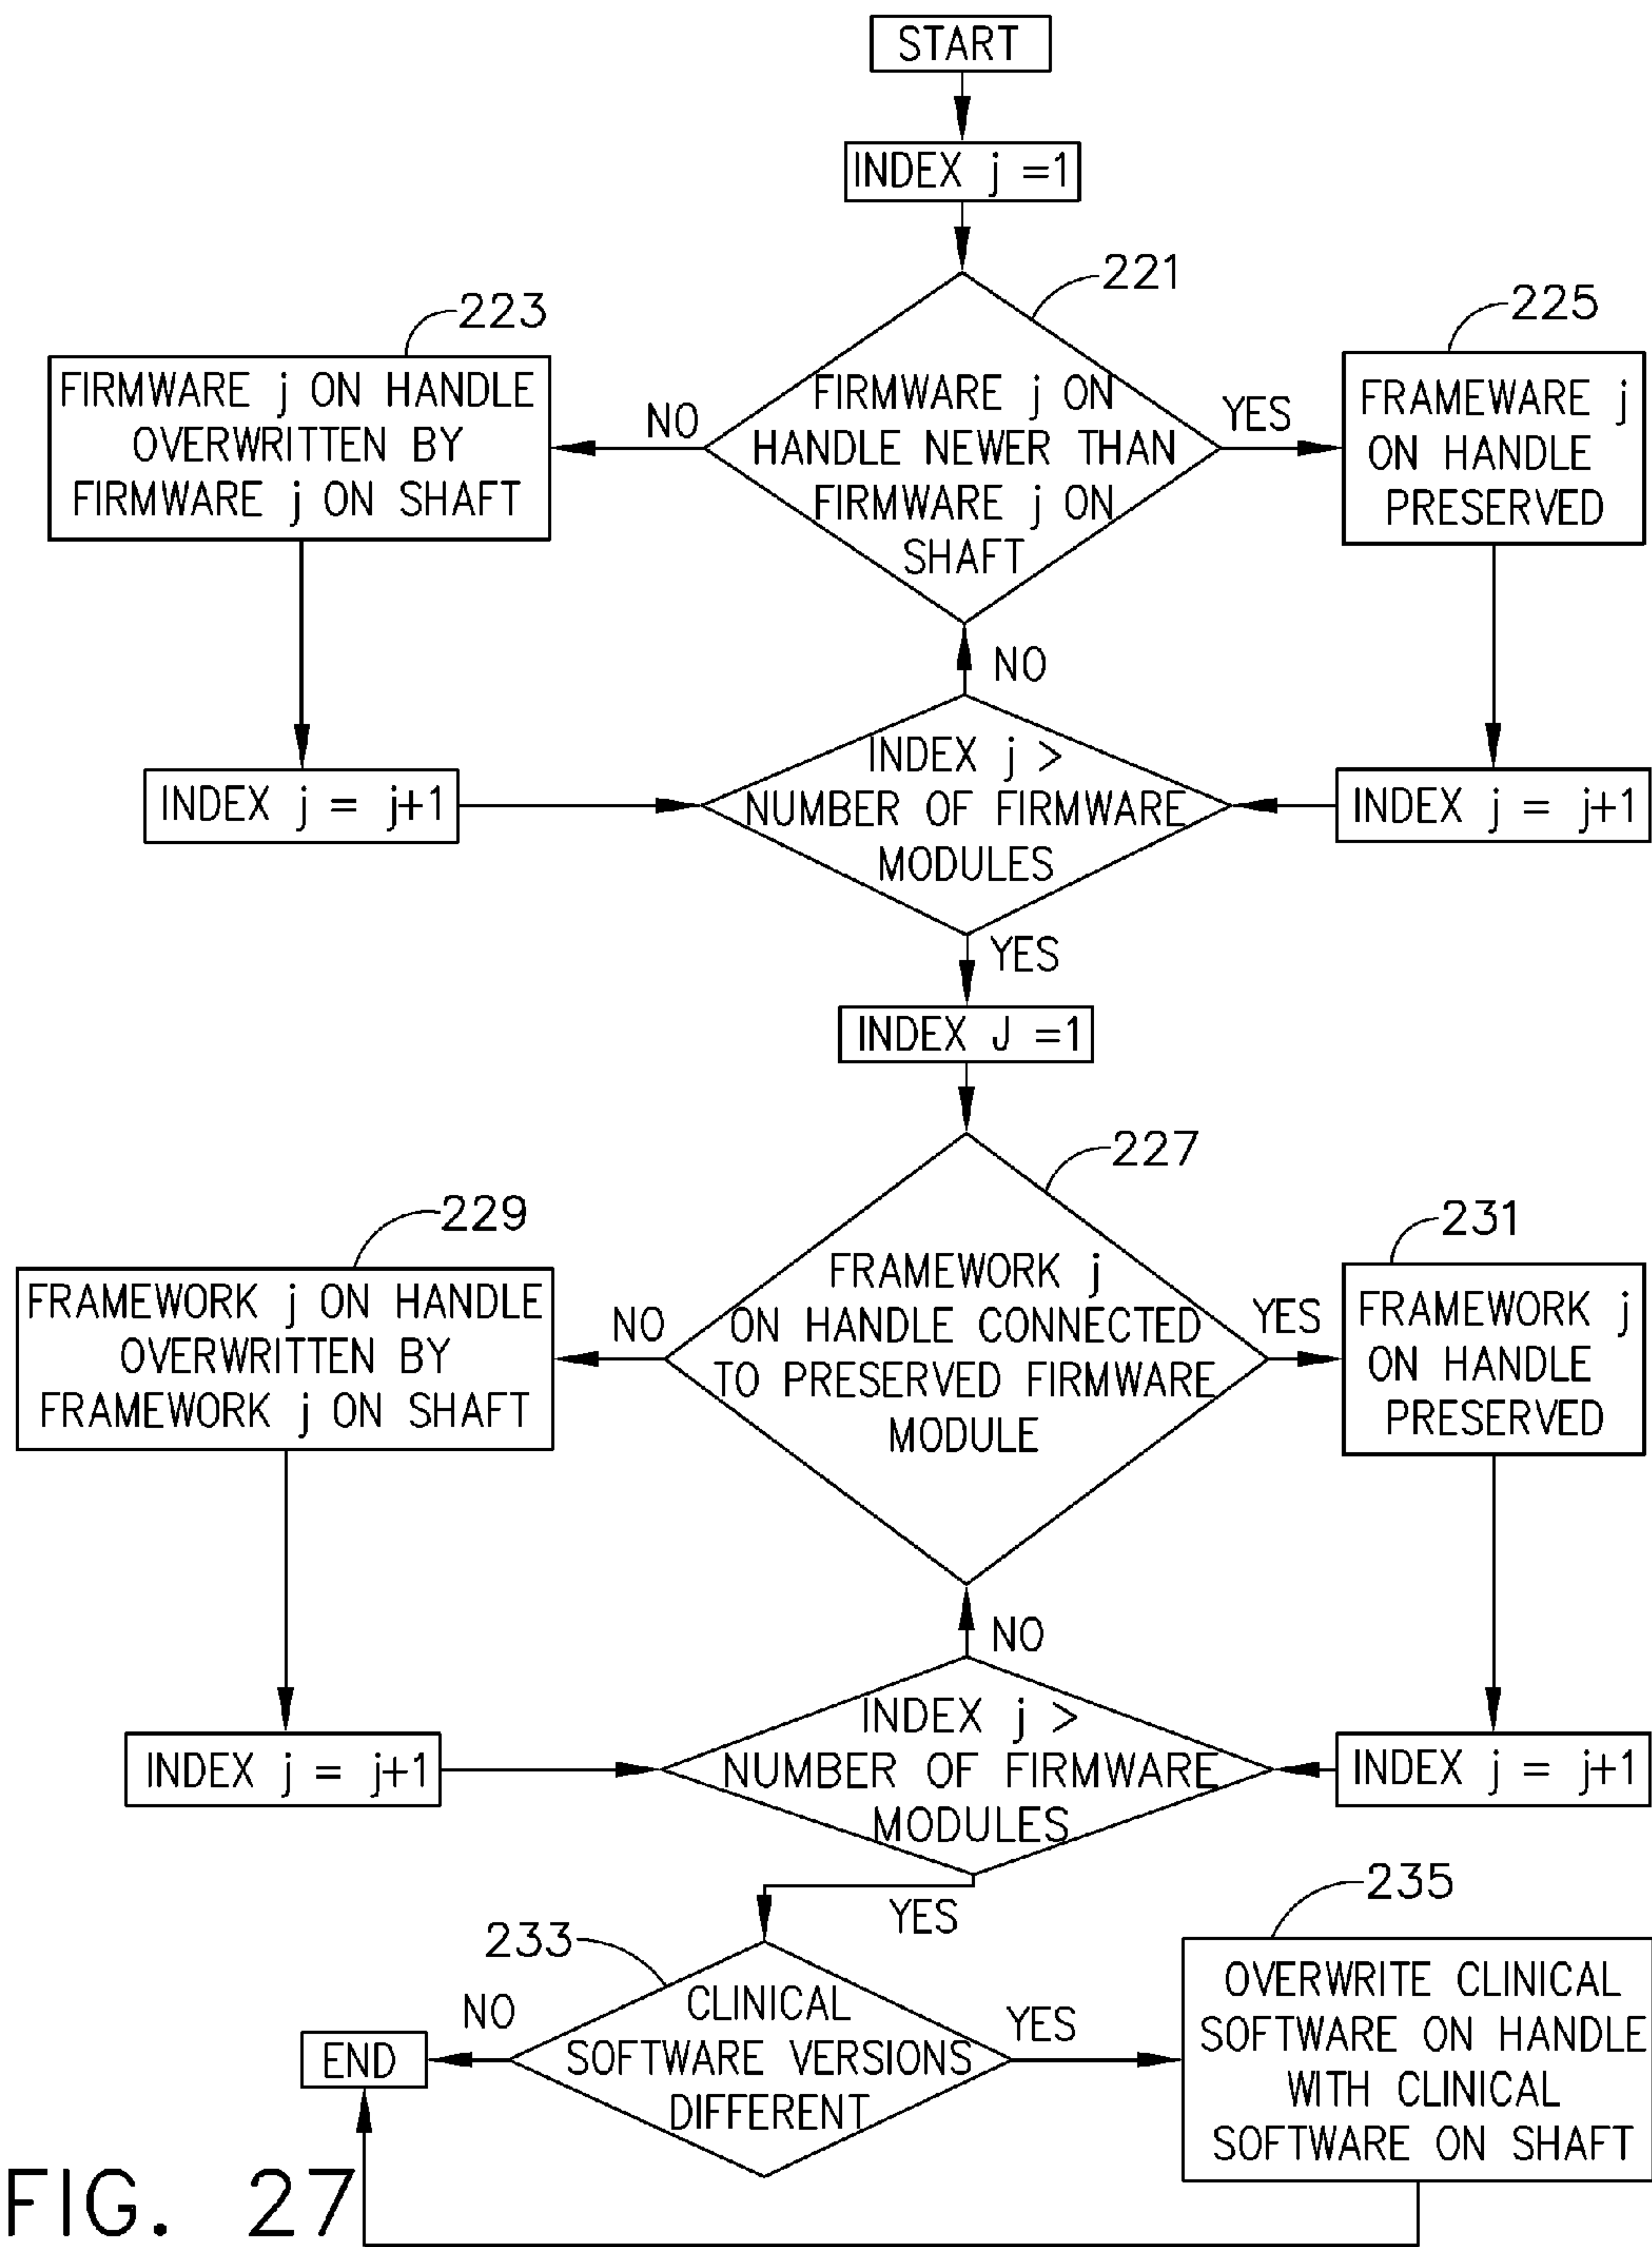 START
INDEX j =1
221
223
225
FIRMWARE j ON HANDLE
OVERWRITTEN BY
FIRMWARE j ON SHAFT
NO
FIRMWARE j ON
HANDLE NEWER THAN
FIRMWARE j ON
SHAFT
YES
FRAMEWARE j
ON HANDLE
PRESERVED
NO
INDEX j = j+1
INDEX j >
NUMBER OF FIRMWARE
MODULES
INDEX j = j+1
YES
INDEX J =1
227
229
231
FRAMEWORK j ON HANDLE
OVERWRITTEN BY
FRAMEWORK j ON SHAFT
NO
FRAMEWORK j
ON HANDLE CONNECTED
TO PRESERVED FIRMWARE
MODULE
YES
FRAMEWORK j
ON HANDLE
PRESERVED
NO
INDEX j = j+1
INDEX j >
NUMBER OF FIRMWARE
MODULES
INDEX j = j+1
YES
233
235
END
NO
CLINICAL
SOFTWARE VERSIONS
DIFFERENT
YES
OVERWRITE CLINICAL
SOFTWARE ON HANDLE
WITH CLINICAL
SOFTWARE ON SHAFT
FIG. 27